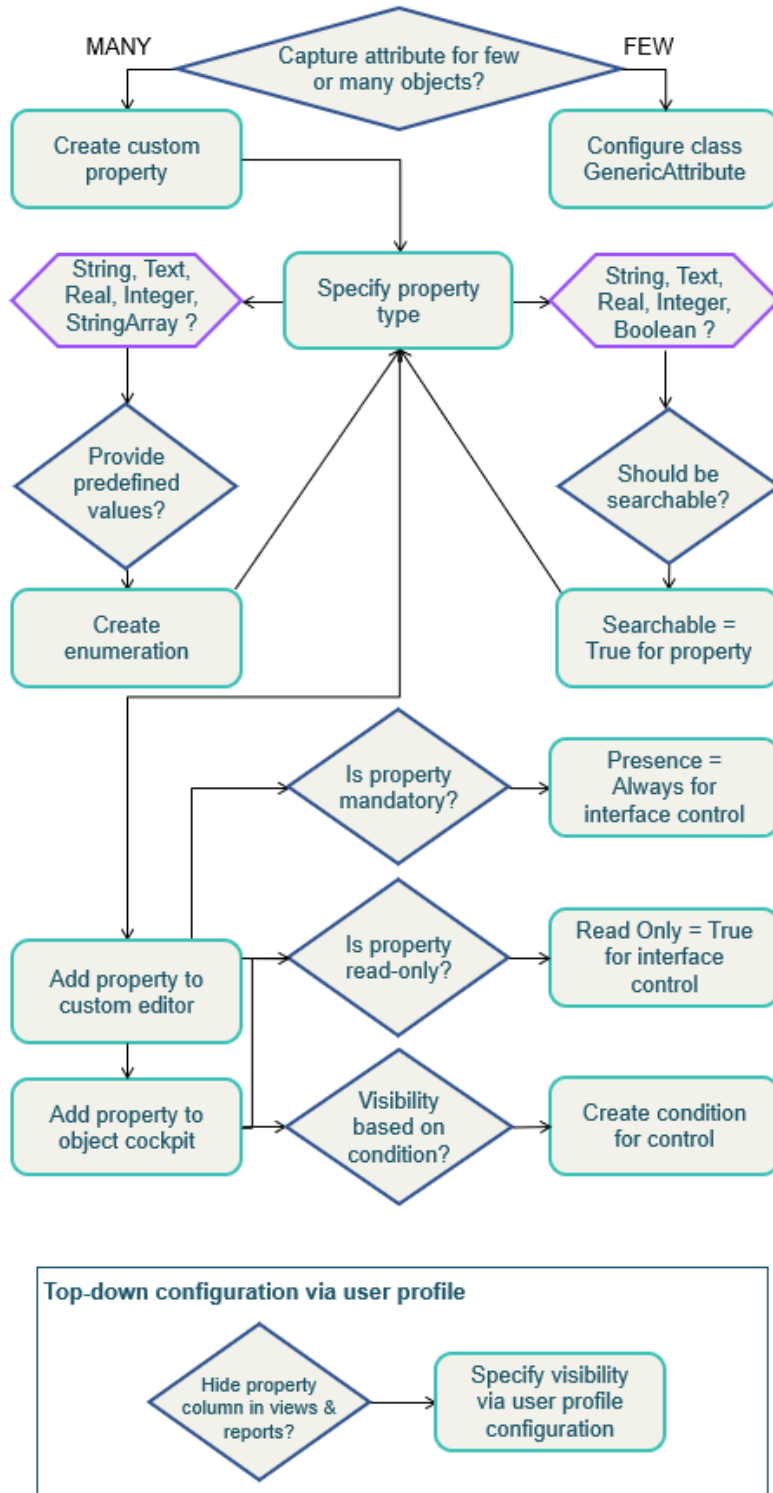 MANY
Capture attribute for few
or many objects?
FEW
Create custom
property
Configure class
GenericAttribute
String, Text,
Real, Integer,
StringArray ?
Specify property
type
String, Text,
Real, Integer,
Boolean ?
Provide
predefined
values?
Should be
searchable?
Create
enumeration
Searchable =
True for property
Is property
mandatory?
Presence =
Always for
interface control
Add property to
custom editor
Is property
read-only?
Read Only = True
for interface
control
Add property to
object cockpit
Visibility
based on
condition?
Create condition
for control
Top-down configuration via user profile
Hide property
column in views &
reports?
Specify visibility
via user profile
configuration